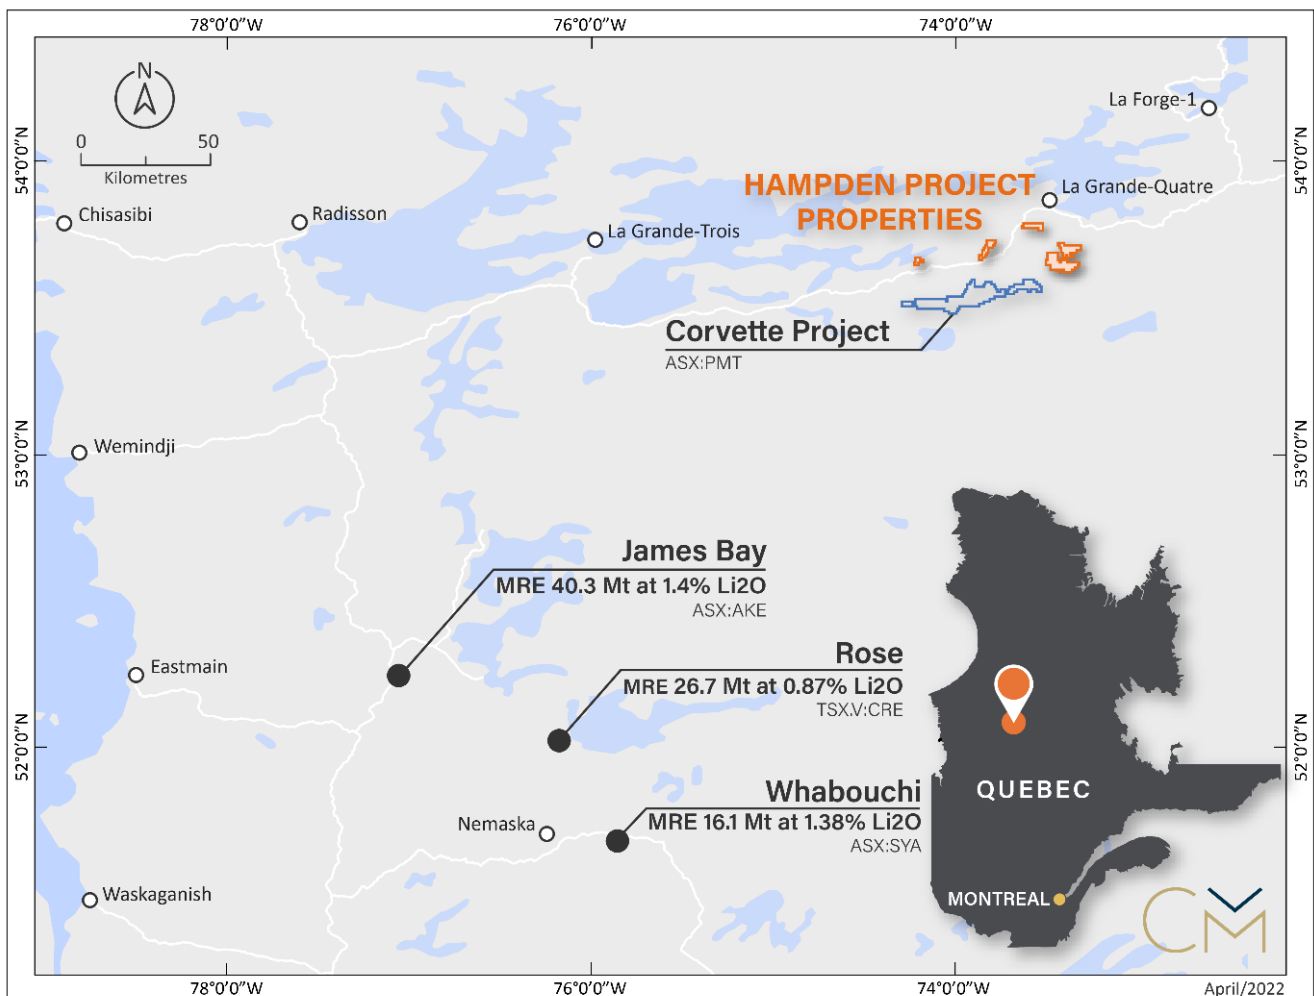 78°0'0"W
76°0'0"W
74°0'0"W
N
0 50
Kilometres
La Forge-1
54°0'0"N
54°0'0"N
HAMPDEN PROJECT
PROPERTIES
La Grande-Quatre
Chisasibi
Radisson
La Grande-Trois
Corvette Project
ASX:PMT
Wemindji
53°0'0"N
53°0'0"N
James Bay
MRE 40.3 Mt at 1.4% Li2O
ASX:AKE
Rose
MRE 26.7 Mt at 0.87% Li2O
TSX.V:CRE
Eastmain
52°0'0"N
52°0'0"N
Whabouchi
MRE 16.1 Mt at 1.38% Li2O
ASX:SYA
Nemaska
QUEBEC
Waskaganish
MONTREAL
CM
78°0'0"W
76°0'0"W
74°0'0"W
April/2022